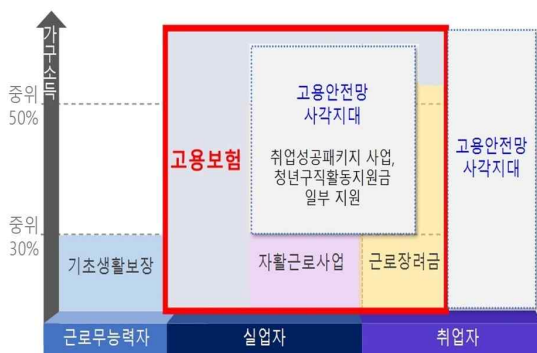 가구소득
중위
50%
중위
30%
고용보험
고용안전망
사각지대
취업성공패키지 사업,
청년구직활동지원금
일부 지원
고용안전망
사각지대
기초생활보장
자활근로사업
근로장려금
근로무능력자
실업자
취업자